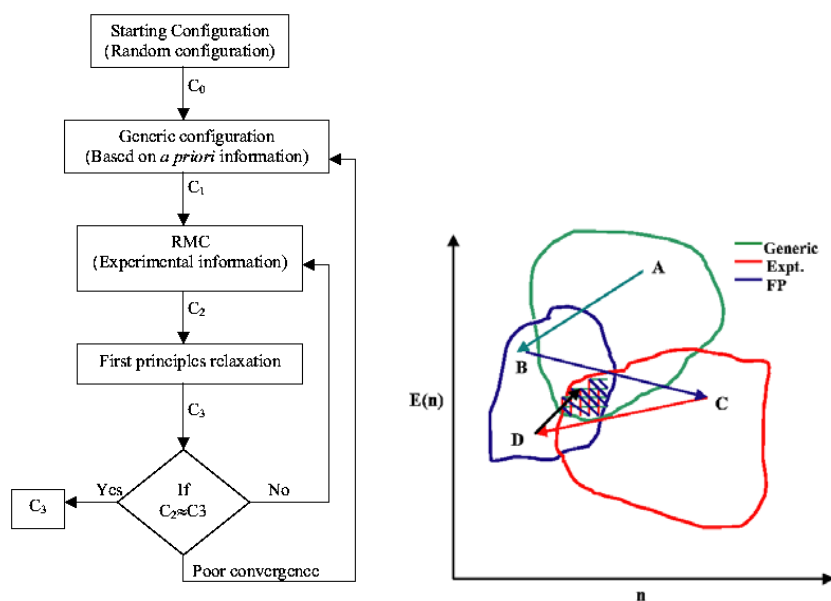 Starting Configuration
(Random configuration)
C₀
Generic configuration
(Based on a priori information)
C₁
RMC
(Experimental information)
C₂
First principles relaxation
C₃
Yes
If
No
C₂≈C3
C₃
Poor convergence
Generic
Expt.
FP
A
B
C
D
E(n)
n